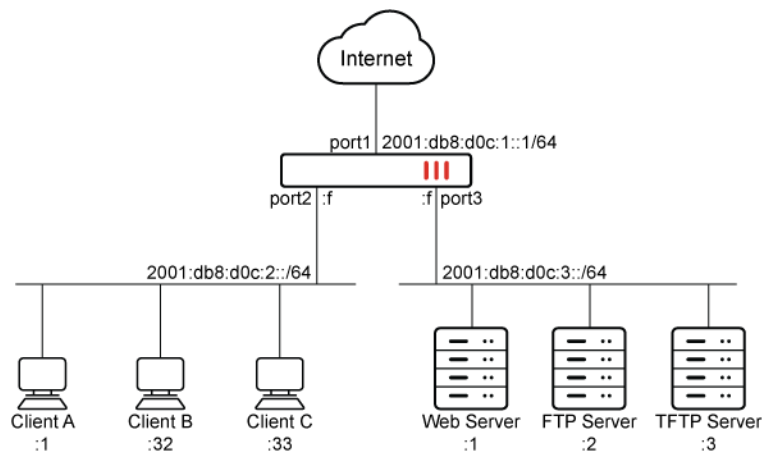 Internet
port1 2001:db8:d0c:1::1/64
port2 :f :f port3
2001:db8:d0c:2::/64 2001:db8:d0c:3::/64
Client A Client B Client C Web Server FTP Server TFTP Server
:1 :32 :33 :1 :2 :3